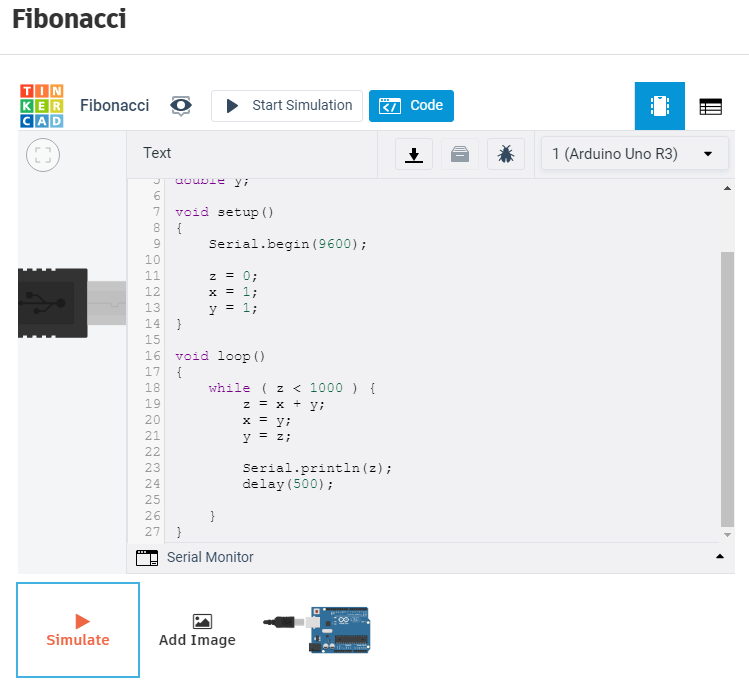 Fibonacci
TIN
KER
CAD
Fibonacci
Start Simulation
Code
Text
1 (Arduino Uno R3)
5 double y;
6
7 void setup()
8 {
9 Serial.begin(9600);
10
11 z = 0;
12 x = 1;
13 y = 1;
14 }
15
16 void loop()
17 {
18 while ( z < 1000 ) {
19 z = x + y;
20 x = y;
21 y = z;
22
23 Serial.println(z);
24 delay(500);
25
26 }
27 }
Serial Monitor
Simulate
Add Image